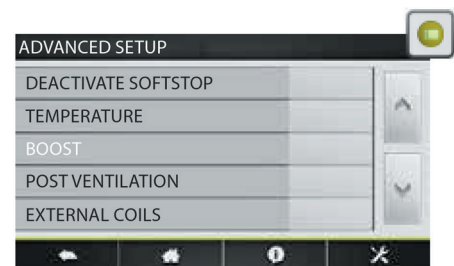 ADVANCED SETUP
DEACTIVATE SOFTSTOP
TEMPERATURE
BOOST
POST VENTILATION
EXTERNAL COILS